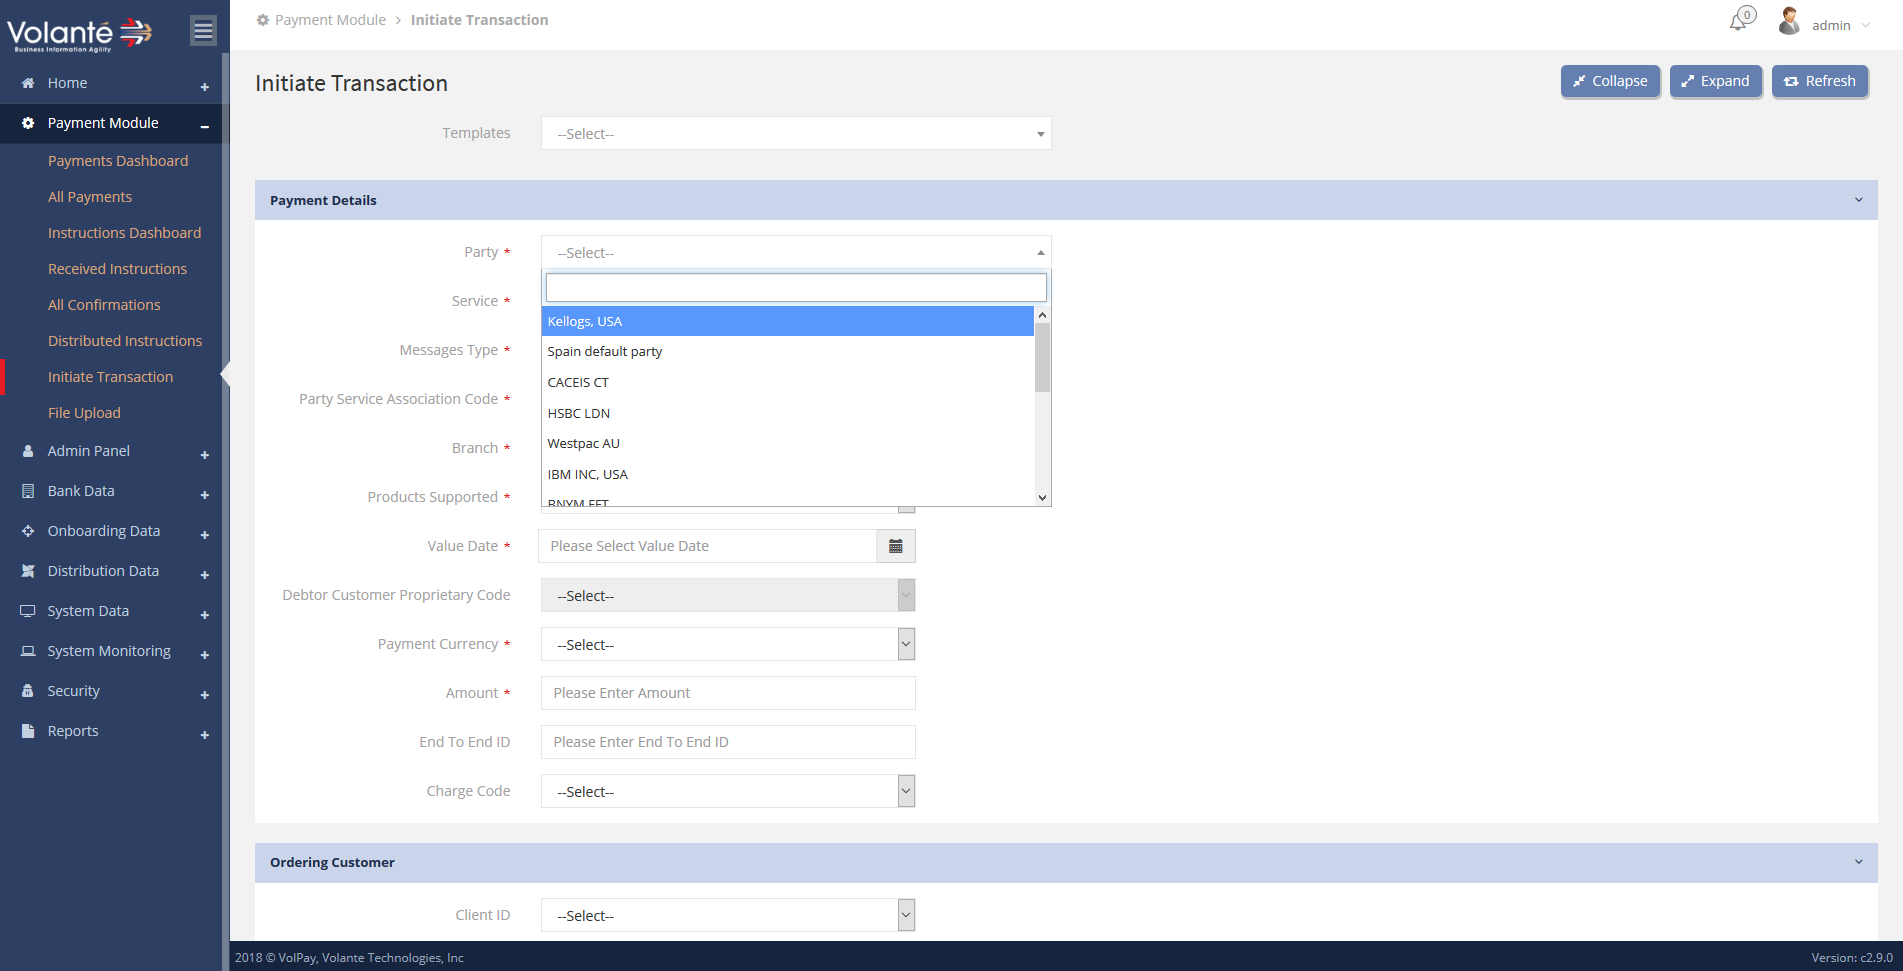 Volanté
Business Information Agility
Payment Module > Initiate Transaction
0
admin
Home
Payment Module
Payments Dashboard
All Payments
Instructions Dashboard
Received Instructions
All Confirmations
Distributed Instructions
Initiate Transaction
File Upload
Admin Panel
Bank Data
Onboarding Data
Distribution Data
System Data
System Monitoring
Security
Reports
Initiate Transaction
Collapse
Expand
Refresh
Templates
--Select--
Payment Details
Party *
--Select--
Kellogs, USA
Spain default party
CACEIS CT
HSBC LDN
Westpac AU
IBM INC, USA
BNYM EFT
Service *
Messages Type *
Party Service Association Code *
Branch *
Products Supported *
Value Date *
Please Select Value Date
Debtor Customer Proprietary Code
--Select--
Payment Currency *
--Select--
Amount *
Please Enter Amount
End To End ID
Please Enter End To End ID
Charge Code
--Select--
Ordering Customer
Client ID
--Select--
2018 © VolPay, Volante Technologies, Inc
Version: c2.9.0